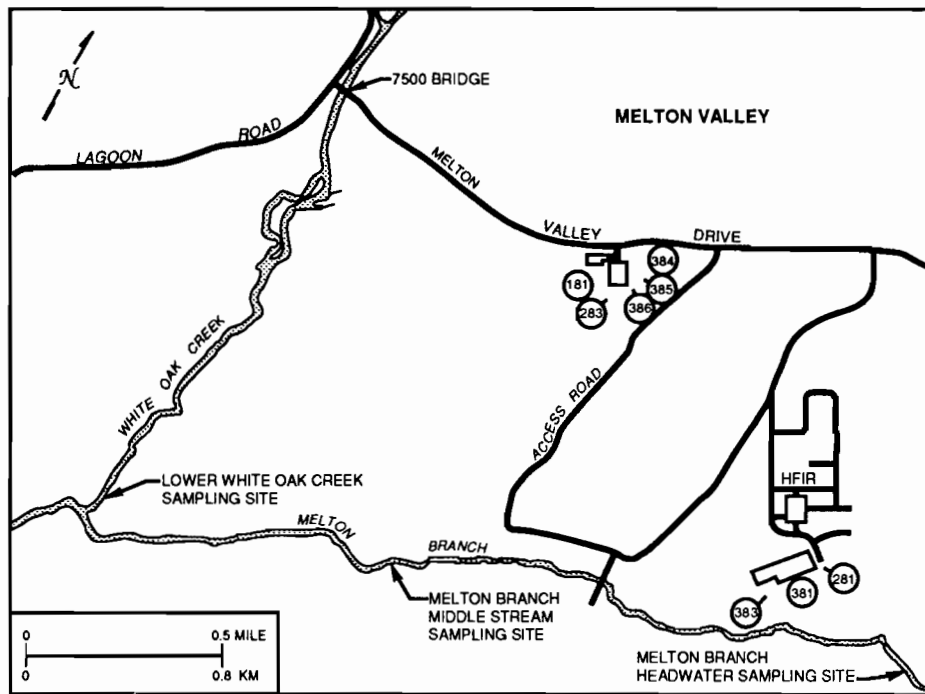 N
7500 BRIDGE
MELTON VALLEY
LAGOON ROAD
MELTON
VALLEY DRIVE
384
181
385
283
386
WHITE OAK CREEK
ACCESS ROAD
HFIR
LOWER WHITE OAK CREEK
SAMPLING SITE
MELTON
BRANCH
281
381
383
MELTON BRANCH
MIDDLE STREAM
SAMPLING SITE
0 0.5 MILE
0 0.8 KM
MELTON BRANCH
HEADWATER SAMPLING SITE